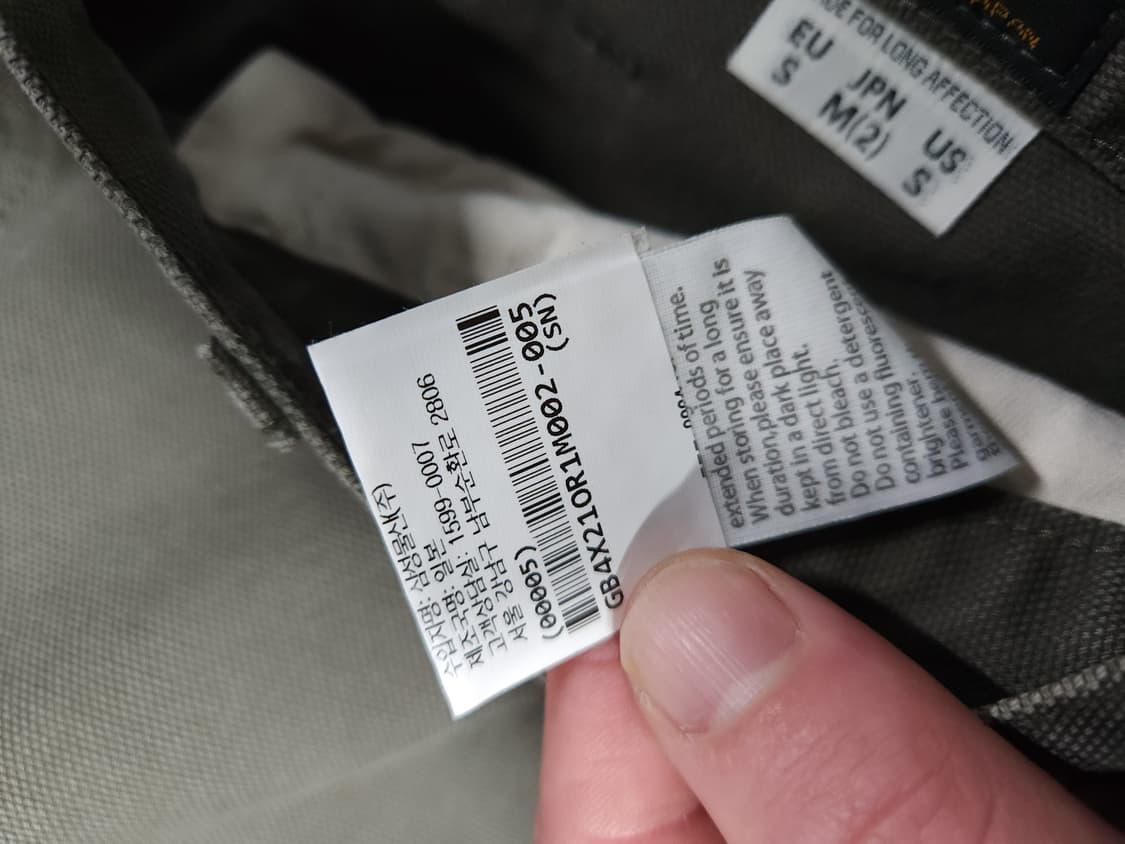 DE FOR LONG AFFECTION
EU JPN US
S M(2) S
수입자명: 삼성물산(주)
제조국명: 일본
고객상담실: 1599-0007
서울 강남구 남부순환로 2806
(00005)
GB4X210R1M002-005
(SN)
extended periods of time.
When storing for a long
duration,please ensure it is
kept in a dark place away
from direct light.
Do not bleach.
Do not use a detergent
containing fluorescen
brightener.
Please